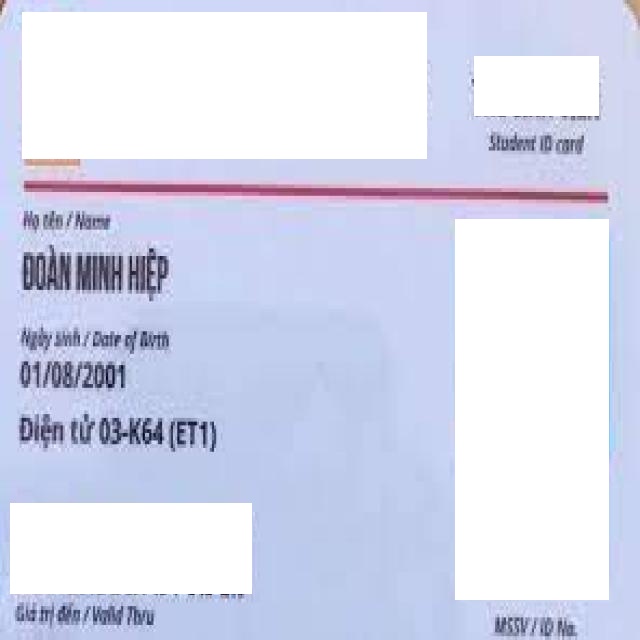 Student ID card
Họ tên / Name
ĐOÀN MINH HIỆP
Ngày sinh / Date of Birth
01/08/2001
Điện tử 03-K64 (ET1)
Giá trị đến / Valid Thru
MSSV / ID No.